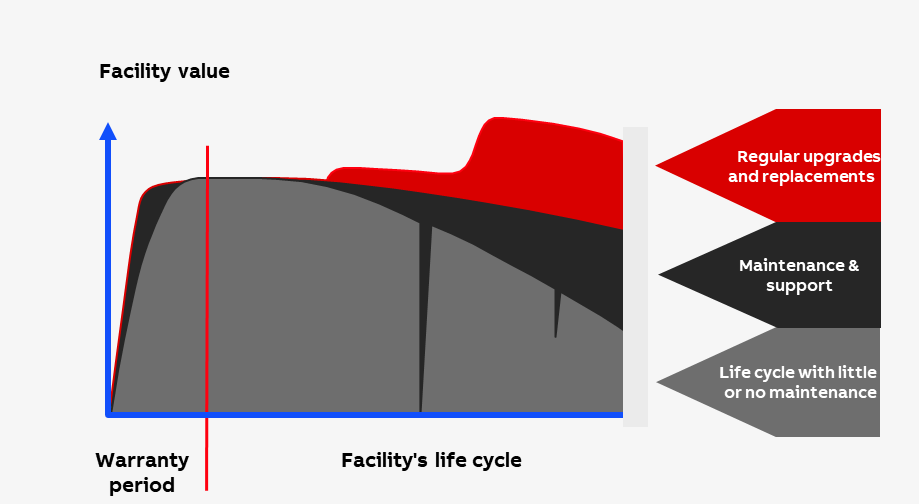 Facility value
Regular upgrades
and replacements
Maintenance &
support
Life cycle with little
or no maintenance
Warranty
period
Facility's life cycle